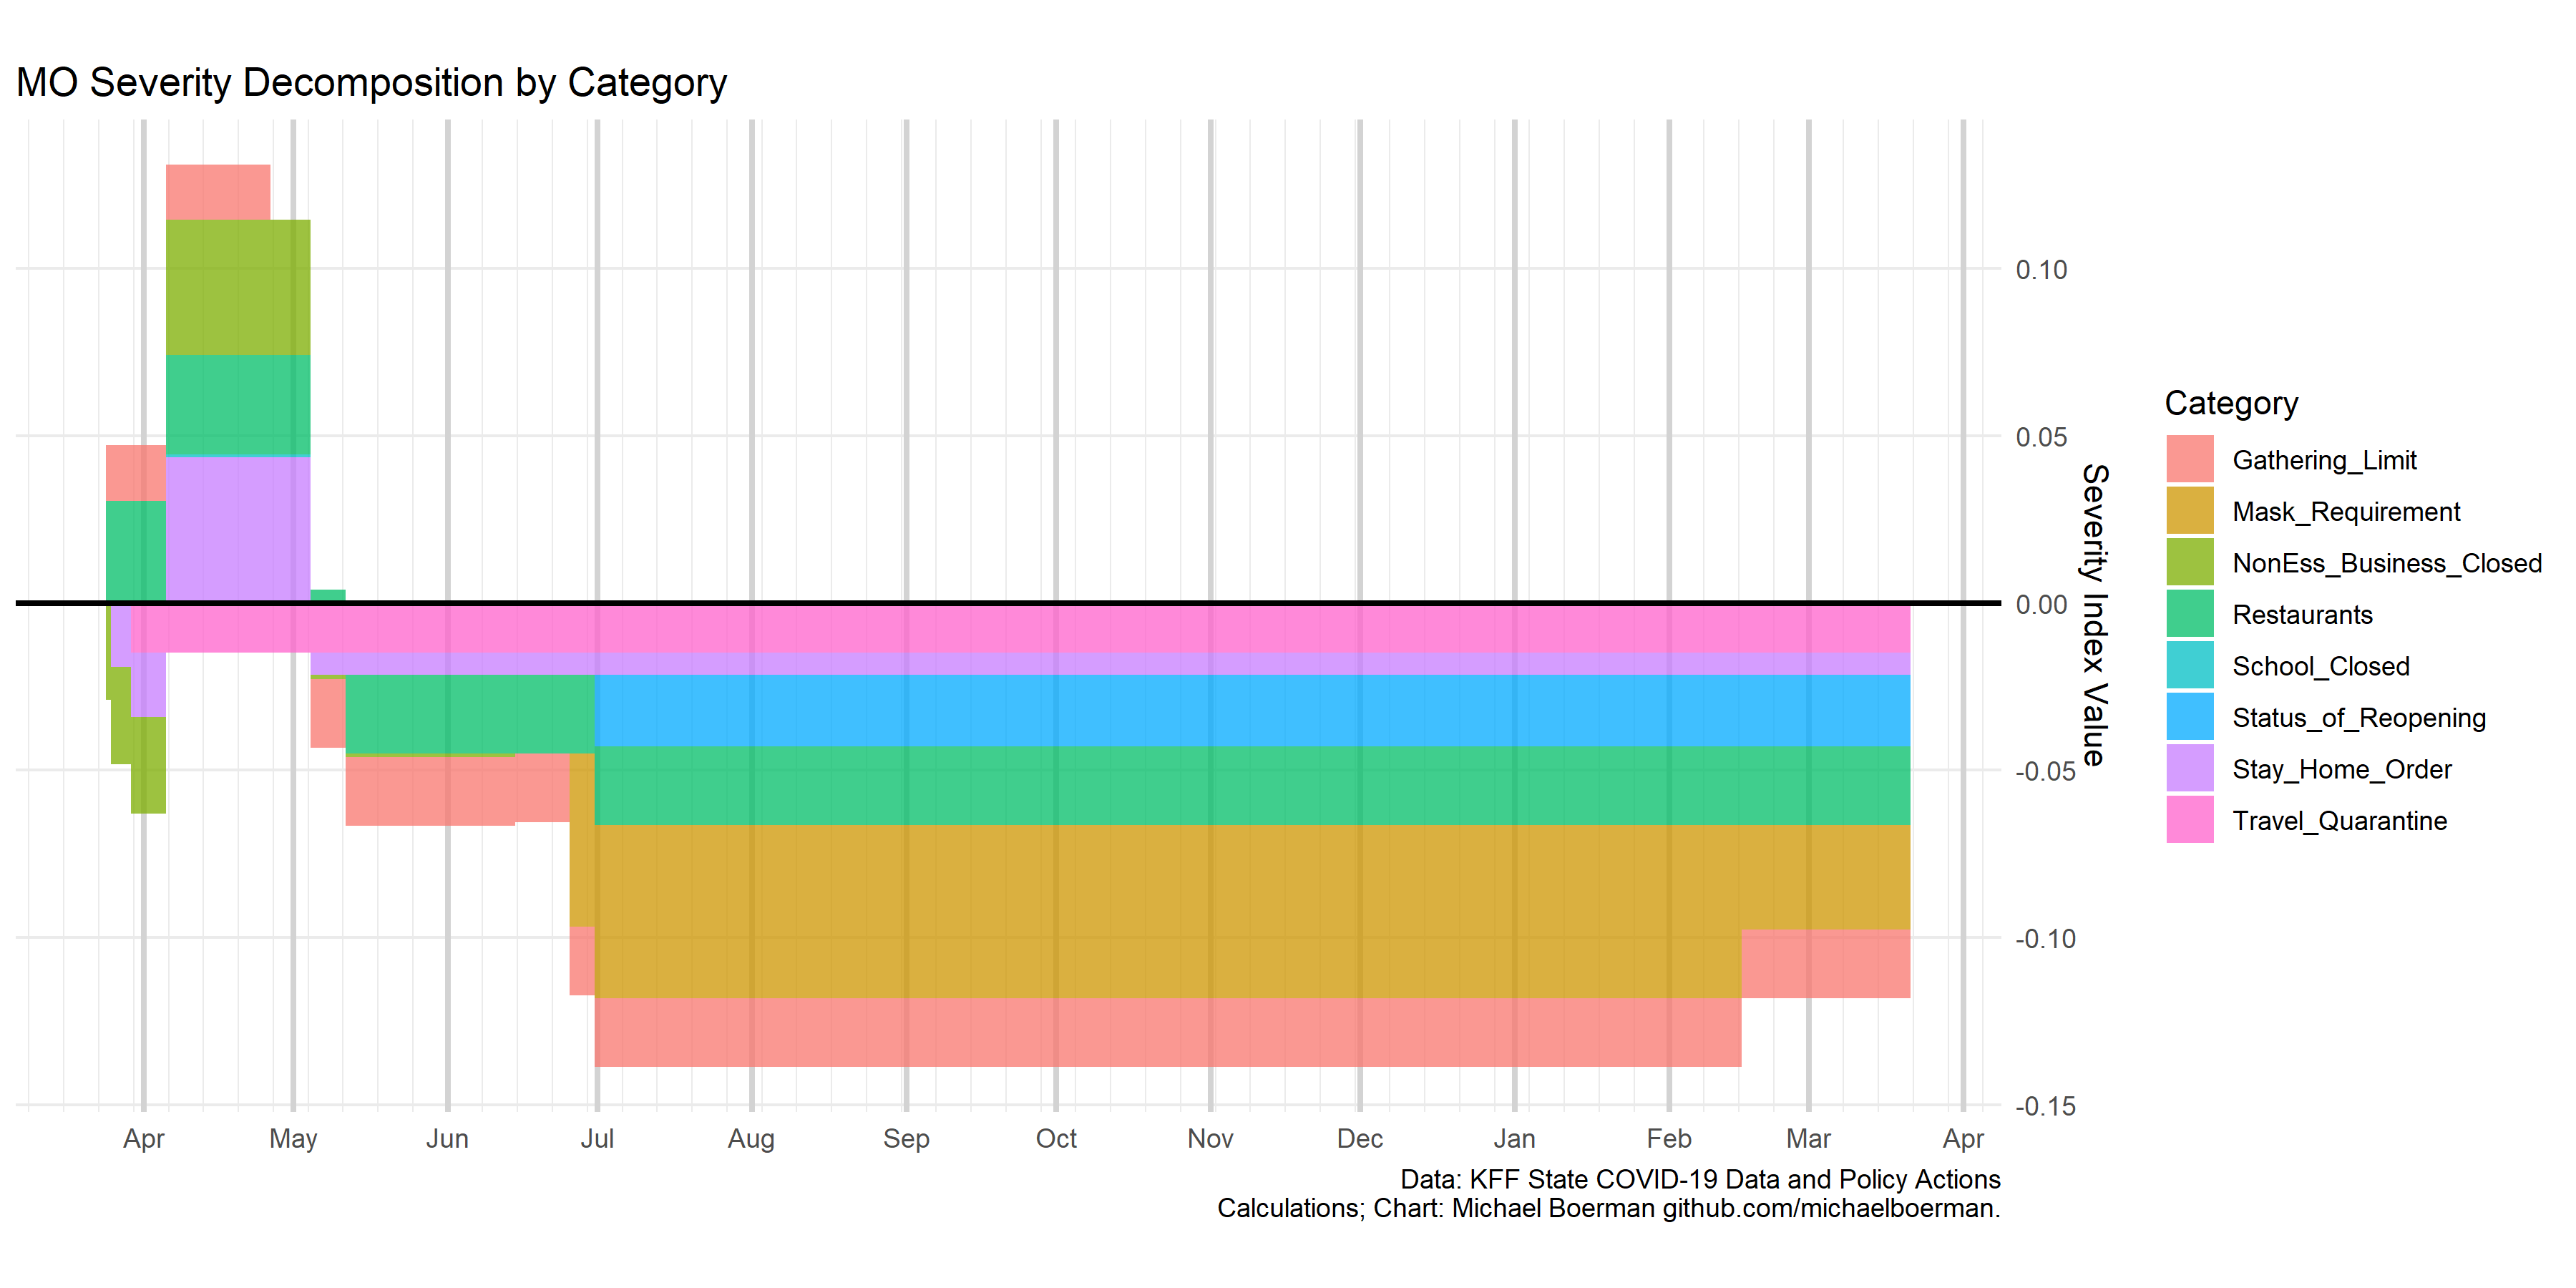 MO Severity Decomposition by Category
0.10
0.05
0.00
-0.05
-0.10
-0.15
Severity Index Value
Apr May Jun Jul Aug Sep Oct Nov Dec Jan Feb Mar Apr
Category
Gathering_Limit
Mask_Requirement
NonEss_Business_Closed
Restaurants
School_Closed
Status_of_Reopening
Stay_Home_Order
Travel_Quarantine
Data: KFF State COVID-19 Data and Policy Actions
Calculations; Chart: Michael Boerman github.com/michaelboerman.